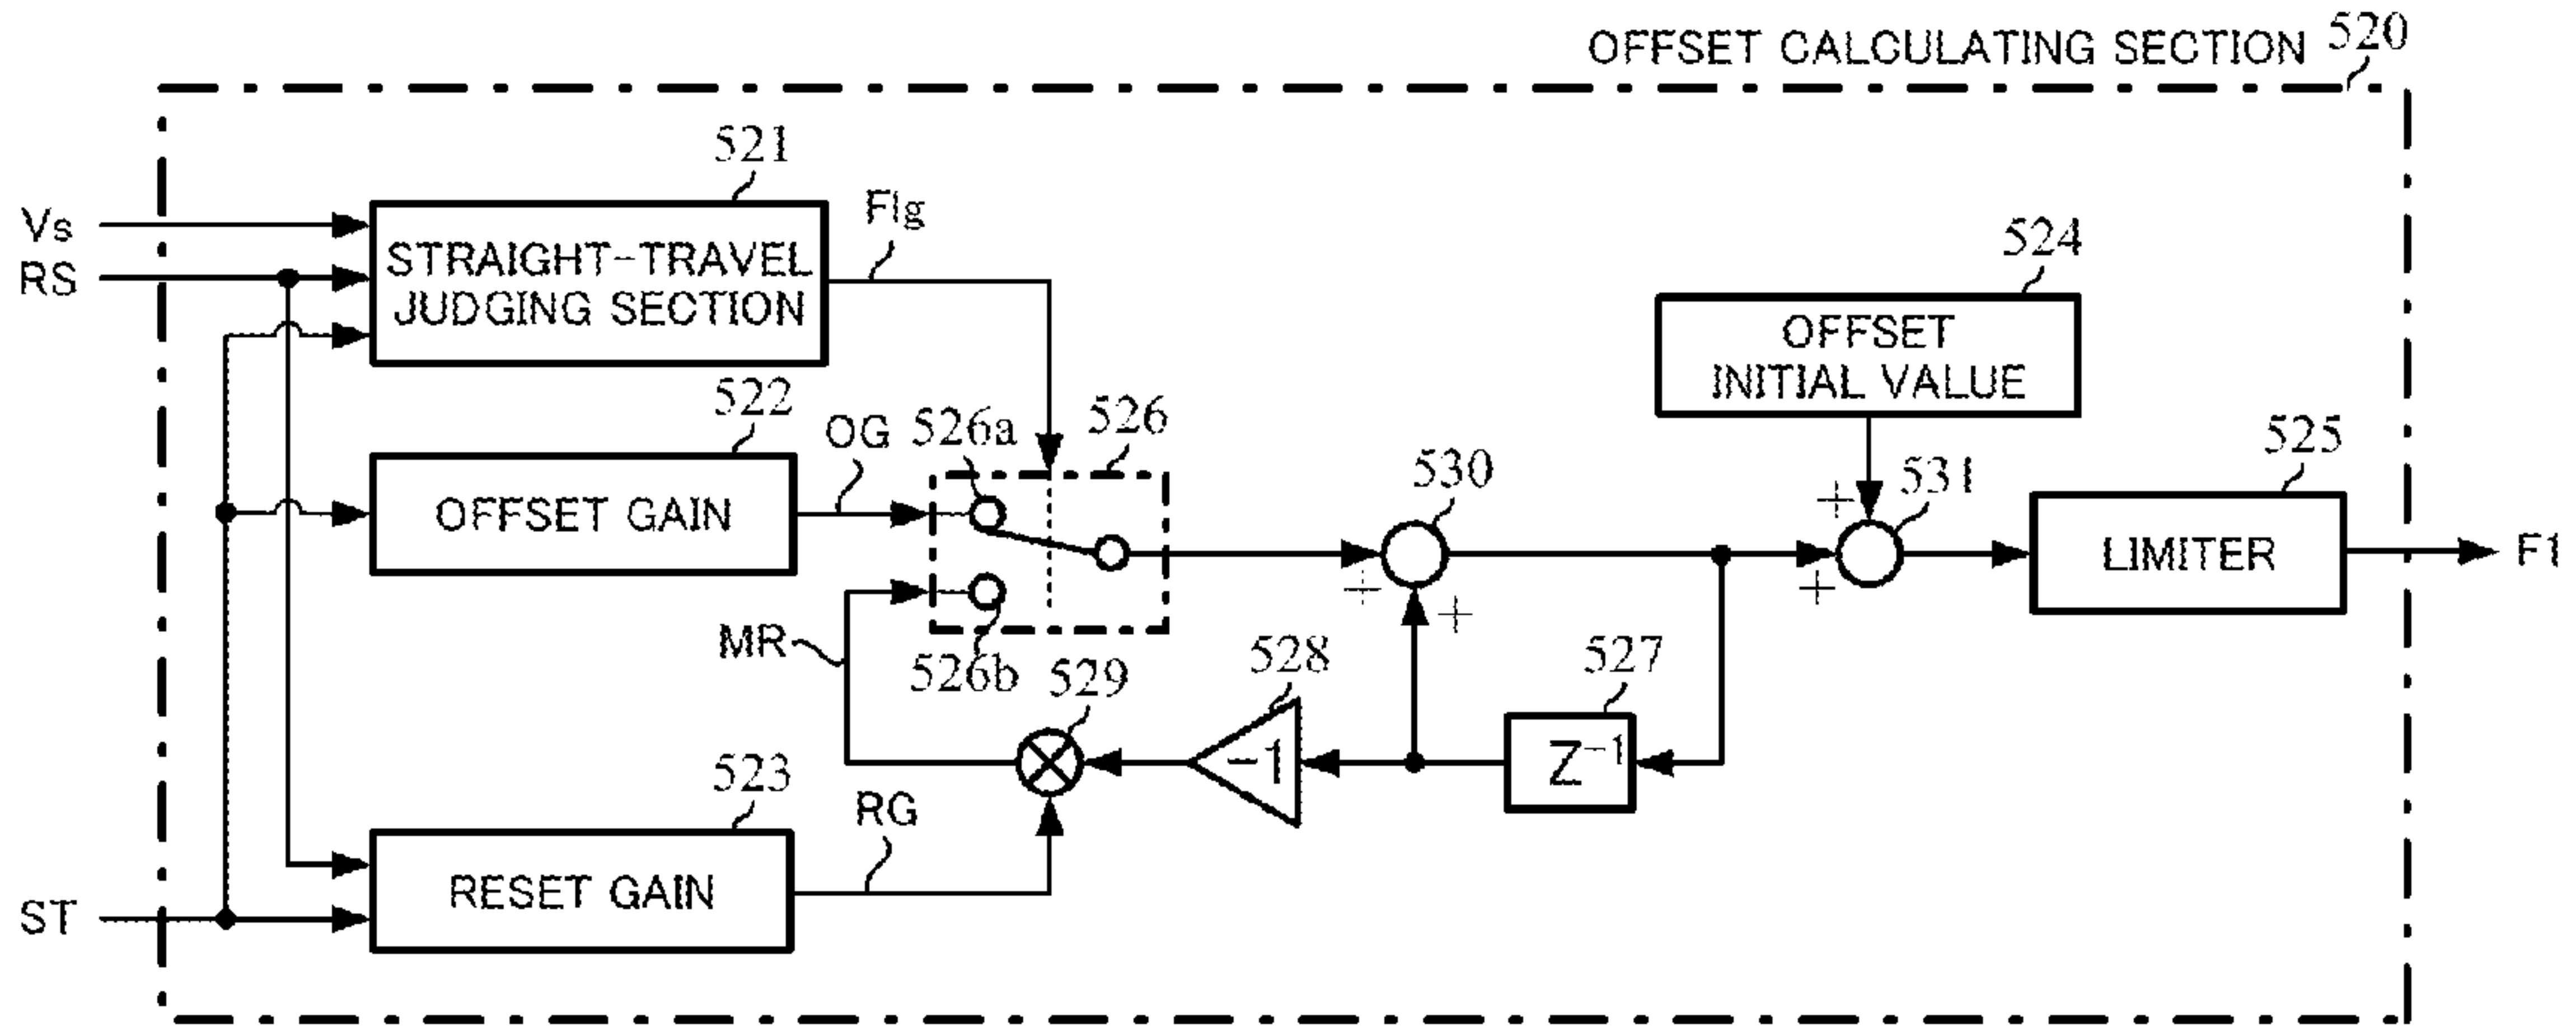 OFFSET CALCULATING SECTION 520
521
Vs
Flg
STRAIGHT-TRAVEL
JUDGING SECTION
RS
524
OFFSET
INITIAL VALUE
522
OG
526a
526
OFFSET GAIN
530
+
531
525
LIMITER
F1
+
+
+
+
MR
526b
529
528
527
-1
Z-1
523
RG
RESET GAIN
ST